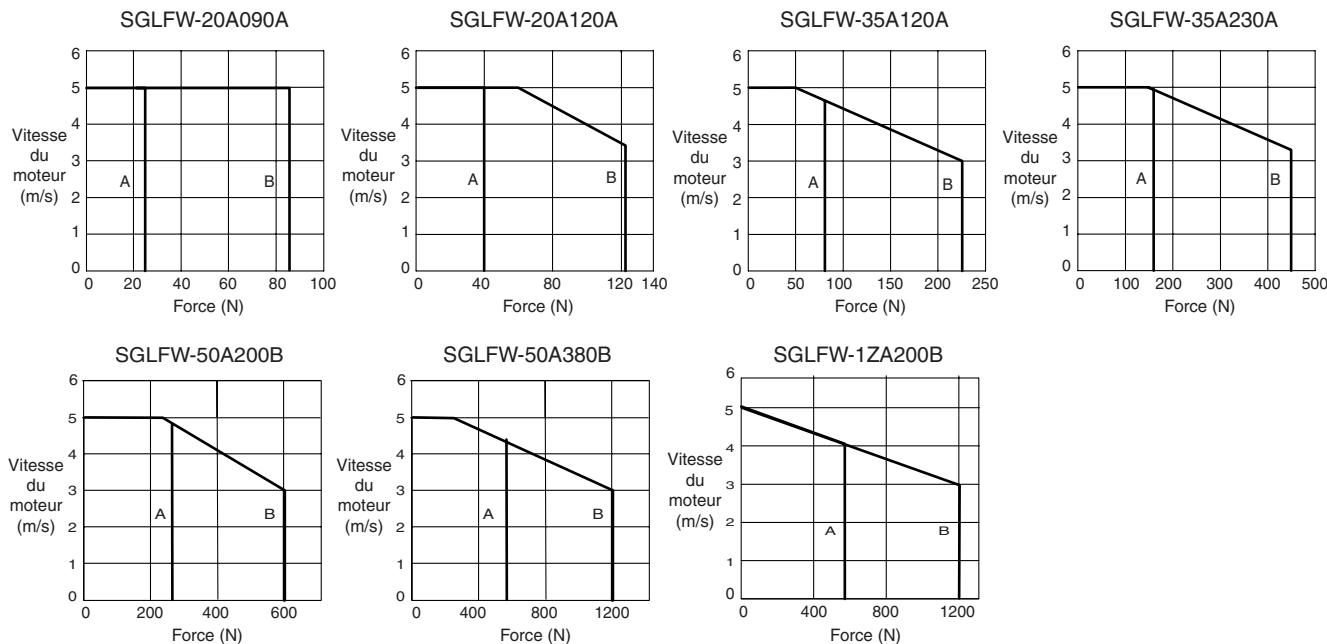 SGLFW-20A090A
6
5
4
3
2
1
0
Vitesse
du
moteur
(m/s)
A
B
0 20 40 60 80 100
Force (N)
SGLFW-20A120A
6
5
4
3
2
1
0
Vitesse
du
moteur
(m/s)
A
B
0 40 80 120 140
Force (N)
SGLFW-35A120A
6
5
4
3
2
1
0
Vitesse
du
moteur
(m/s)
A
B
0 50 100 150 200 250
Force (N)
SGLFW-35A230A
6
5
4
3
2
1
0
Vitesse
du
moteur
(m/s)
A
B
0 100 200 300 400 500
Force (N)
SGLFW-50A200B
6
5
4
3
2
1
0
Vitesse
du
moteur
(m/s)
A
B
0 200 400 600
Force (N)
SGLFW-50A380B
6
5
4
3
2
1
0
Vitesse
du
moteur
(m/s)
A
B
0 400 800 1200
Force (N)
SGLFW-1ZA200B
6
5
4
3
2
1
0
Vitesse
du
moteur
(m/s)
A
B
0 400 800 1200
Force (N)